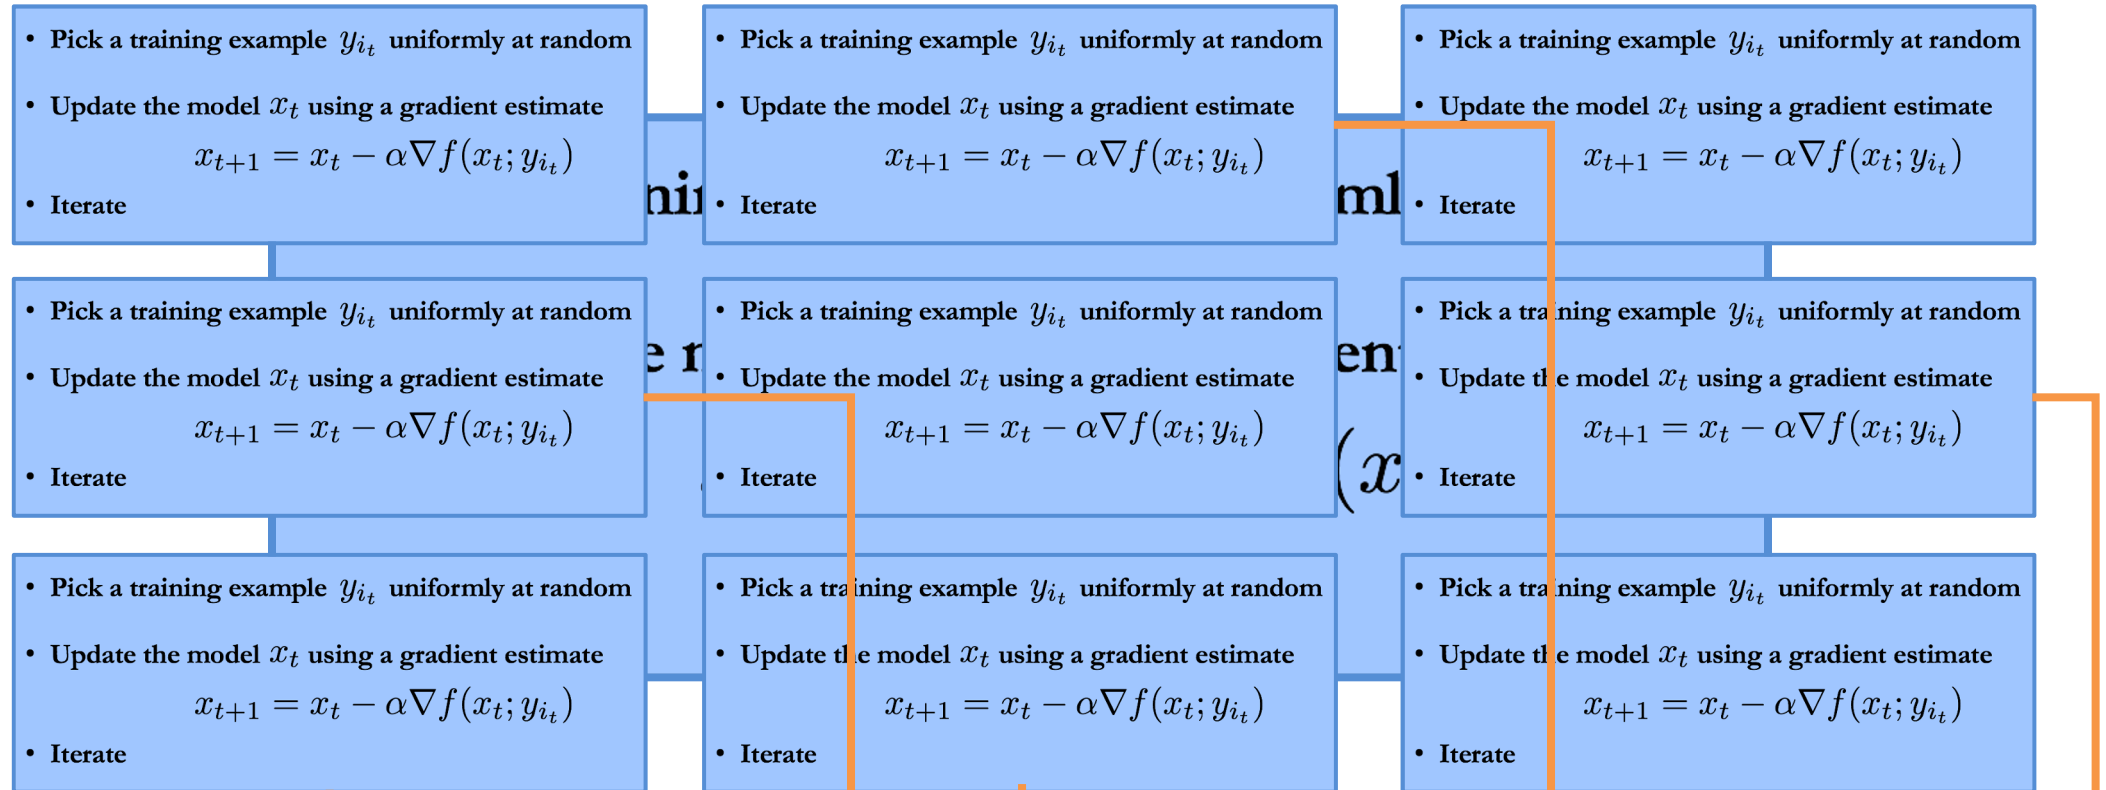 • Pick a training example $y_{i_t}$ uniformly at random
• Update the model $x_t$ using a gradient estimate
$x_{t+1} = x_t - \alpha \nabla f(x_t; y_{i_t})$
• Iterate
• Pick a training example $y_{i_t}$ uniformly at random
• Update the model $x_t$ using a gradient estimate
$x_{t+1} = x_t - \alpha \nabla f(x_t; y_{i_t})$
• Iterate
• Pick a training example $y_{i_t}$ uniformly at random
• Update the model $x_t$ using a gradient estimate
$x_{t+1} = x_t - \alpha \nabla f(x_t; y_{i_t})$
• Iterate
• Pick a training example $y_{i_t}$ uniformly at random
• Update the model $x_t$ using a gradient estimate
$x_{t+1} = x_t - \alpha \nabla f(x_t; y_{i_t})$
• Iterate
• Pick a training example $y_{i_t}$ uniformly at random
• Update the model $x_t$ using a gradient estimate
$x_{t+1} = x_t - \alpha \nabla f(x_t; y_{i_t})$
• Iterate
• Pick a training example $y_{i_t}$ uniformly at random
• Update the model $x_t$ using a gradient estimate
$x_{t+1} = x_t - \alpha \nabla f(x_t; y_{i_t})$
• Iterate
• Pick a training example $y_{i_t}$ uniformly at random
• Update the model $x_t$ using a gradient estimate
$x_{t+1} = x_t - \alpha \nabla f(x_t; y_{i_t})$
• Iterate
• Pick a training example $y_{i_t}$ uniformly at random
• Update the model $x_t$ using a gradient estimate
$x_{t+1} = x_t - \alpha \nabla f(x_t; y_{i_t})$
• Iterate
• Pick a training example $y_{i_t}$ uniformly at random
• Update the model $x_t$ using a gradient estimate
$x_{t+1} = x_t - \alpha \nabla f(x_t; y_{i_t})$
• Iterate